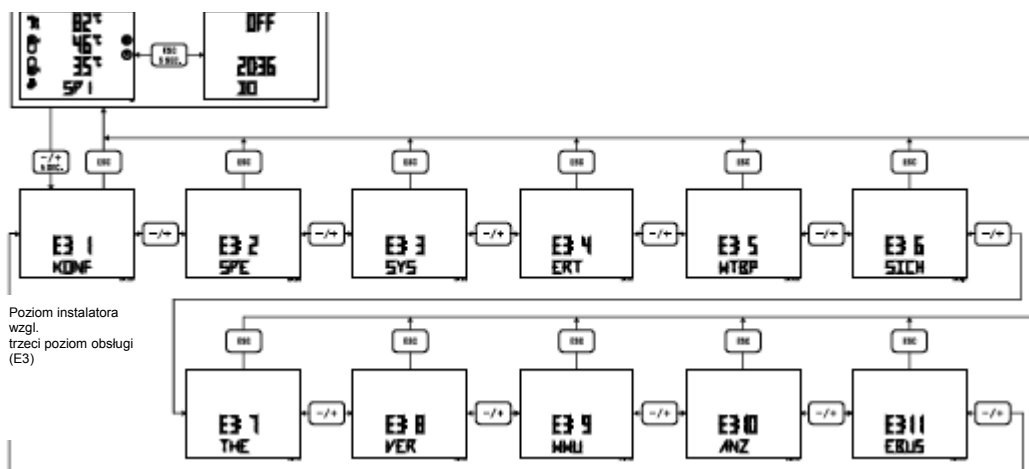 82°C OFF
46°C
35°C 2036
SP 1 DO
ESC
5 SEC.
-/+
5 SEC.
ESC ESC ESC ESC ESC ESC
E3 1 -/+ E3 2 -/+ E3 3 -/+ E3 4 -/+ E3 5 -/+ E3 6 -/+
KONF SPE SYS ERT WTBP SICH
Poziom instalatora
wzgl.
trzeci poziom obsługi
(E3)
ESC ESC ESC ESC ESC
E3 7 -/+ E3 8 -/+ E3 9 -/+ E3 10 -/+ E3 11 -/+
THE VER WWU ANZ EBUS